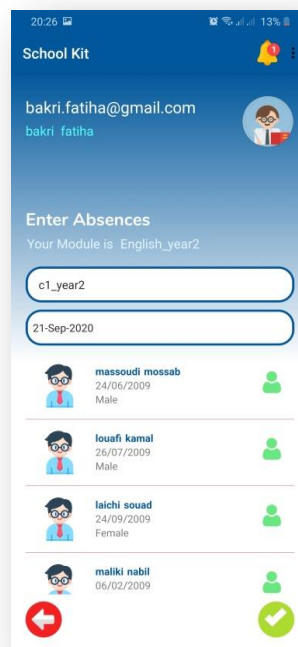 20:26 13%
School Kit
1
bakri.fatiha@gmail.com
bakri fatiha
Enter Absences
Your Module is English_year2
c1_year2
21-Sep-2020
massoudi mossab
24/06/2009
Male
louafi kamal
26/07/2009
Male
laichi souad
24/09/2009
Female
maliki nabil
06/02/2009